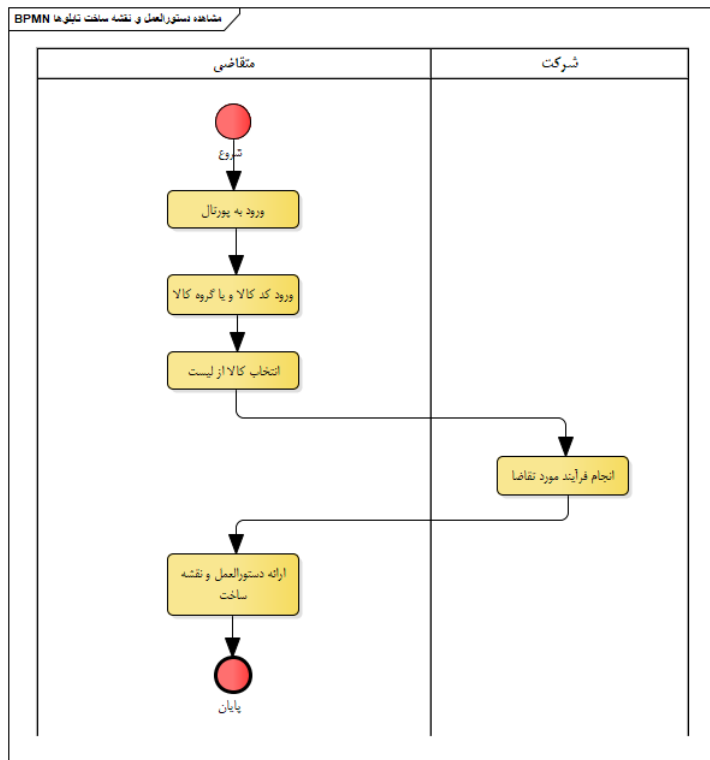 BPMN مشاهده دستورالعمل و نقشه ساخت تابلوها
متقاضی
شرکت
شروع
ورود به پورتال
ورود کد کالا و یا گروه کالا
انتخاب کالا از لیست
انجام فرآیند مورد تقاضا
ارائه دستورالعمل و نقشه
ساخت
پایان